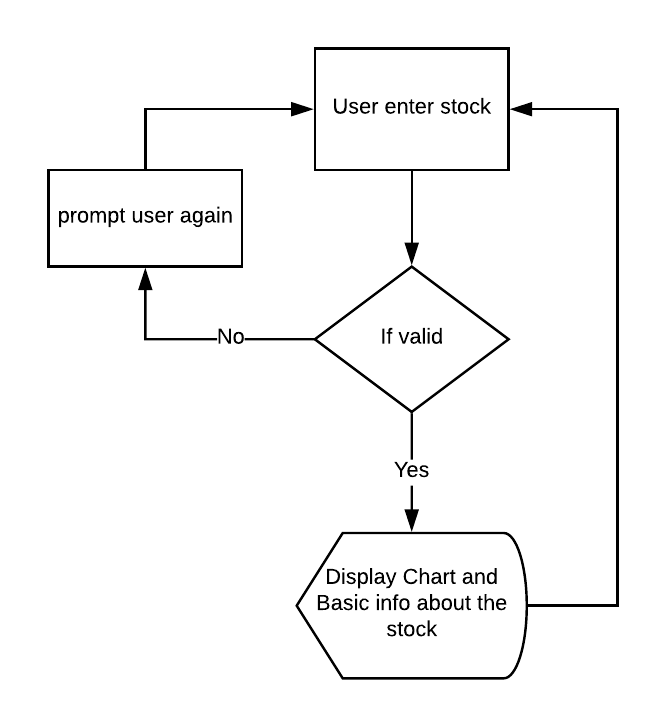 User enter stock
prompt user again
If valid
No
Yes
Display Chart and
Basic info about the
stock